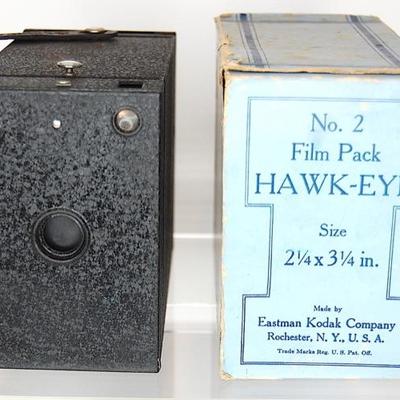 No. 2
Film Pack
HAWK-EY
Size
2¼ x 3¼ in.
Made by
Eastman Kodak Company
Rochester, N. Y., U. S. A.
Trade Marks Reg. U. S. Pat. Off.